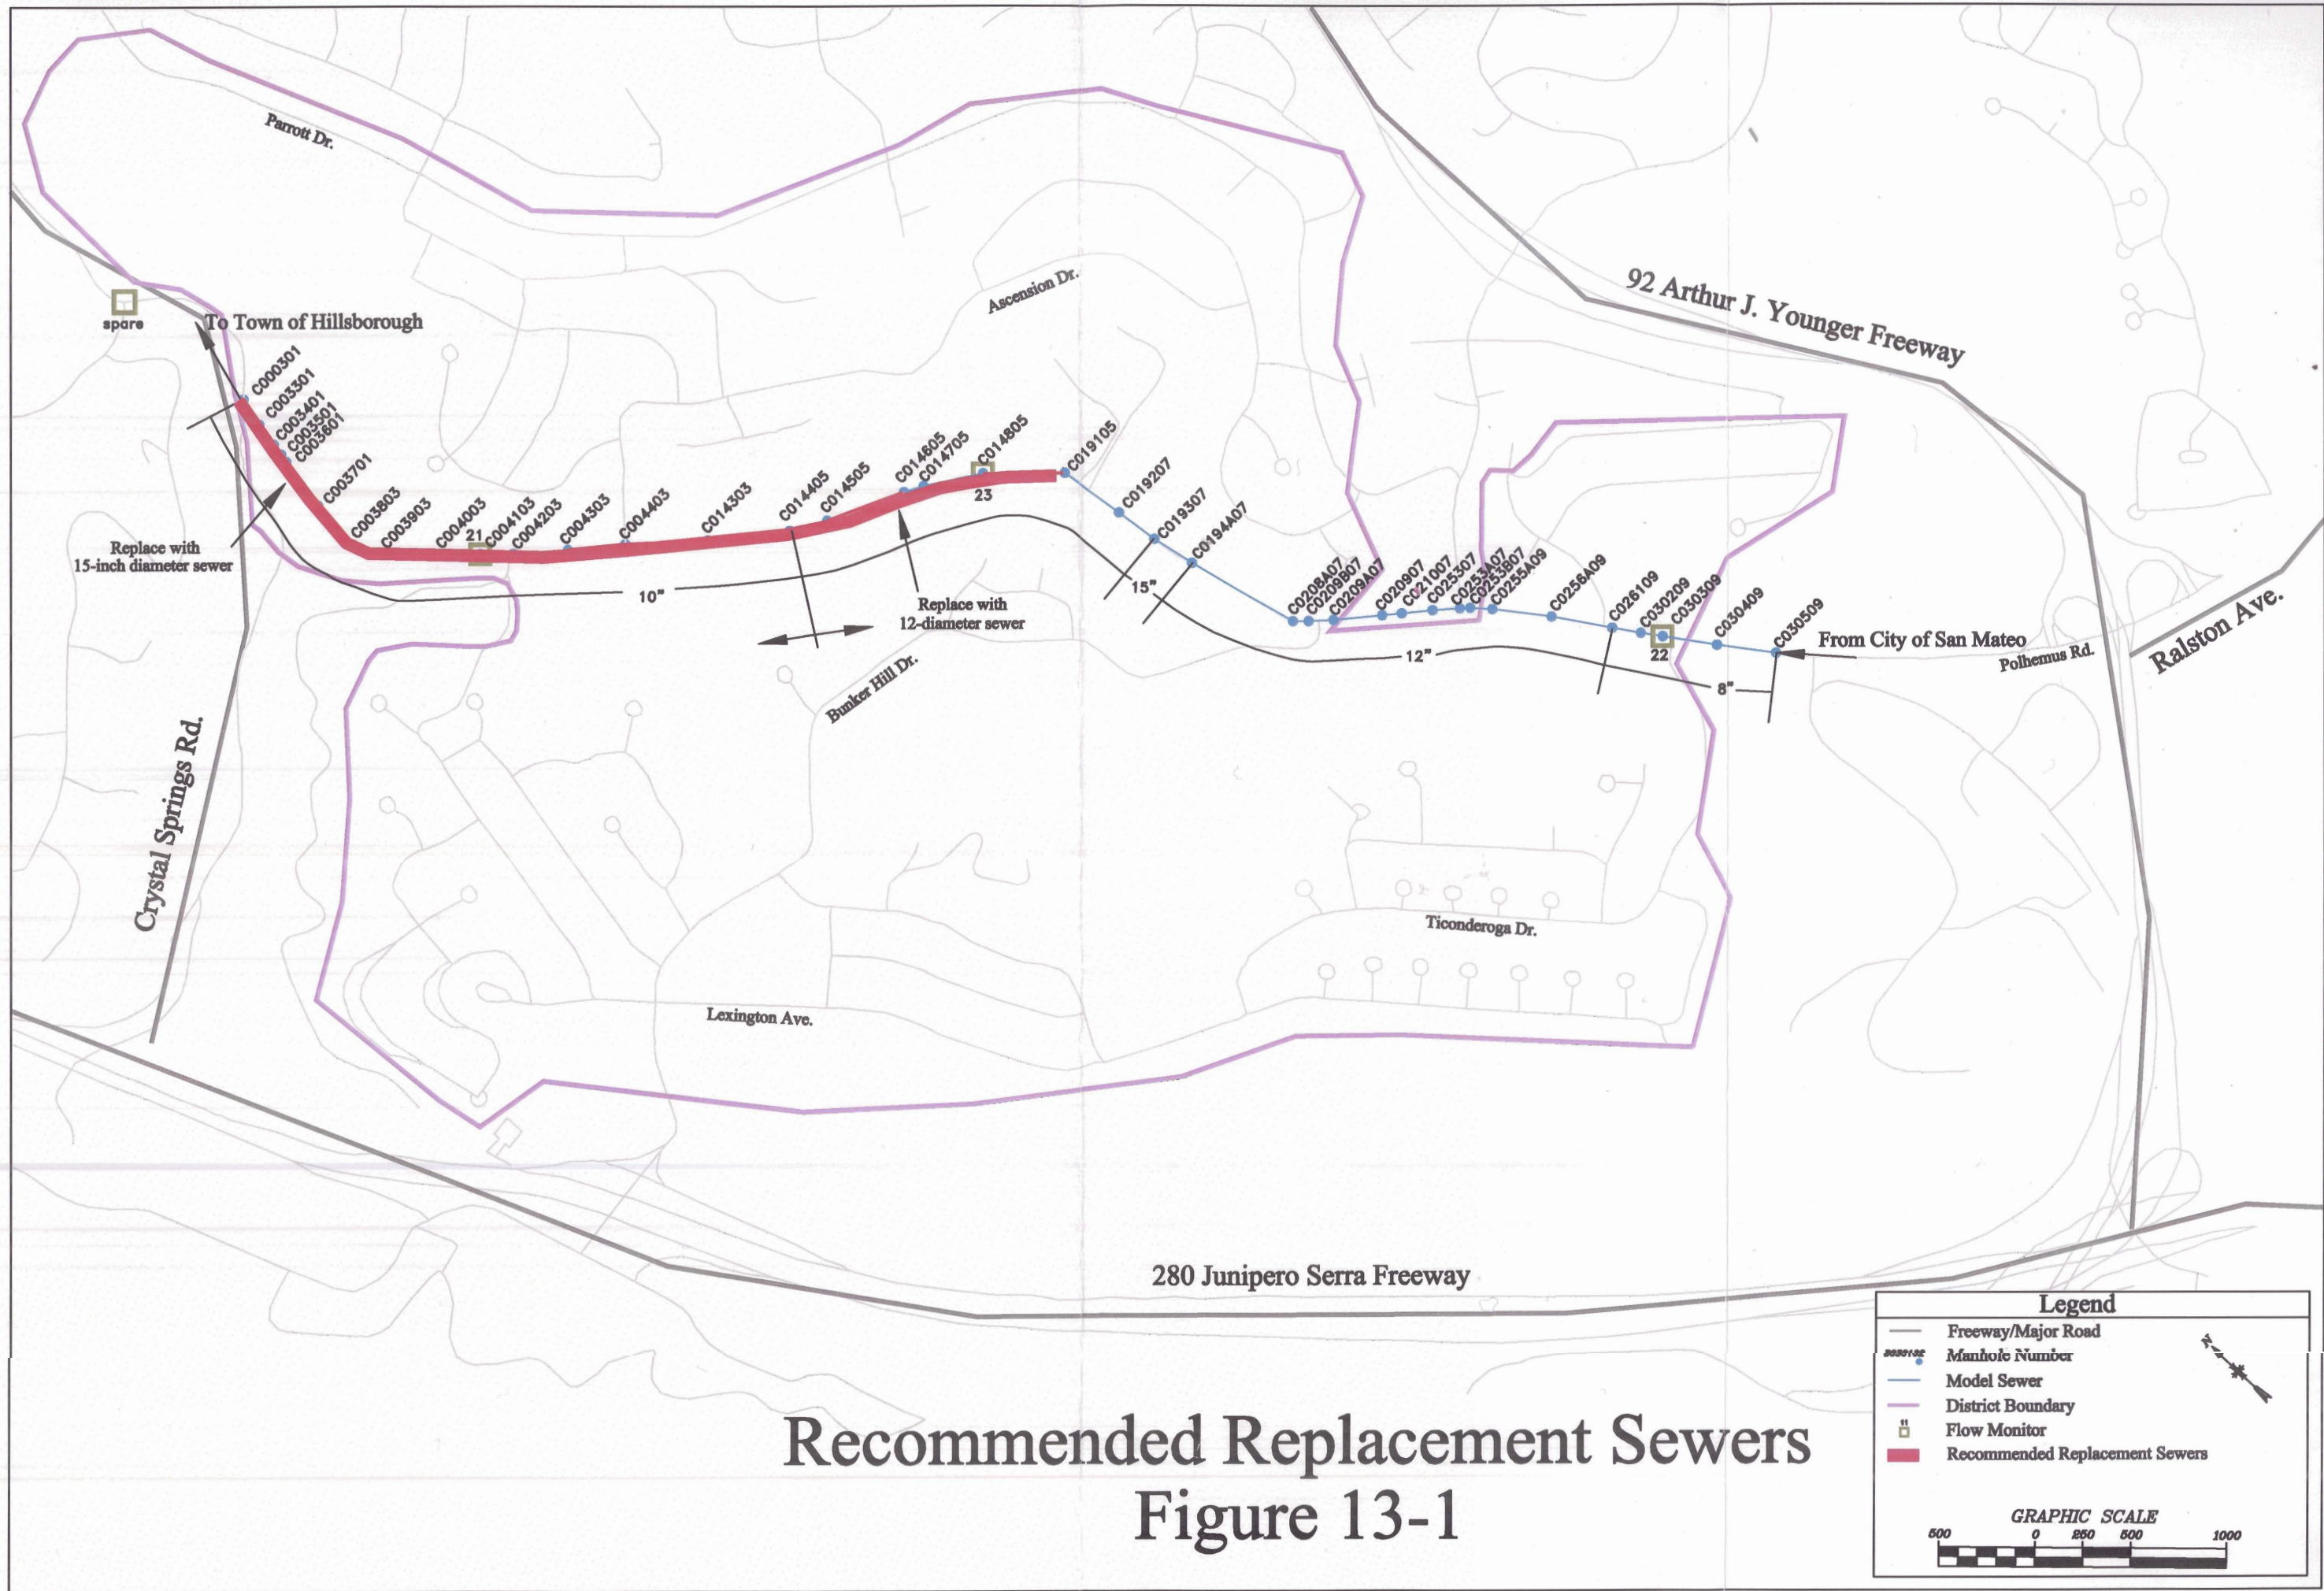 Parrott Dr.
Ascension Dr.
92 Arthur J. Younger Freeway
spare
To Town of Hillsborough
C000301
C003301
C003401
C003501
C003601
C003701
C003803
C003903
C004003
21
C004103
C004203
C004303
C004403
C014303
C014405
C014505
C014605
C014705
C014805
23
C019105
C019207
C019307
C0194A07
C0208A07
C0209B07
C0209A07
C020907
C021007
C025307
C0253A07
C0253B07
C0255A09
C0256A09
C026109
C030209
C030309
22
C030409
C030509
From City of San Mateo
Polhemus Rd.
Ralston Ave.
Replace with
15-inch diameter sewer
10"
Replace with
12-diameter sewer
15"
12"
8"
Bunker Hill Dr.
Crystal Springs Rd.
Ticonderoga Dr.
Lexington Ave.
280 Junipero Serra Freeway
Recommended Replacement Sewers
Figure 13-1
Legend
Freeway/Major Road
Manhole Number
Model Sewer
District Boundary
Flow Monitor
Recommended Replacement Sewers
N
GRAPHIC SCALE
500 0 250 500 1000